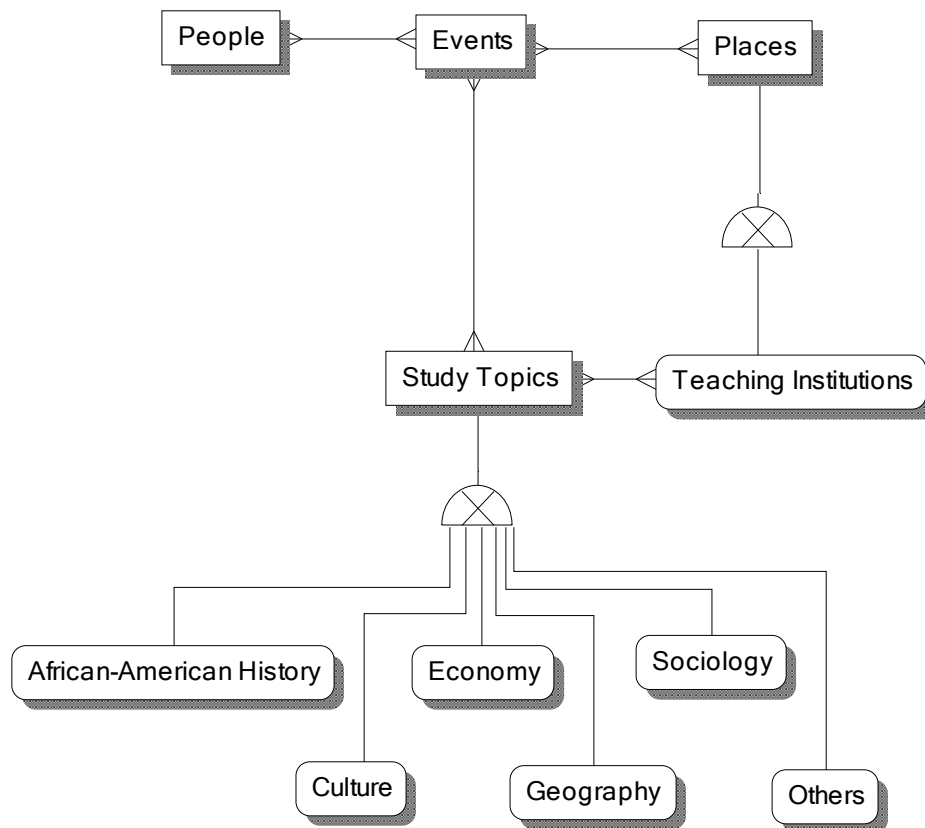 People
Events
Places
Study Topics
Teaching Institutions
African-American History
Economy
Sociology
Culture
Geography
Others